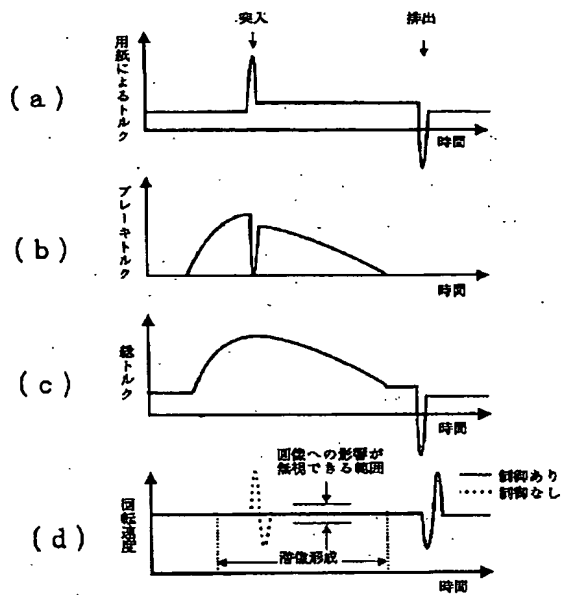 突入
排出
(a)
用紙によるトルク
時間
(b)
ブレーキトルク
時間
(c)
総トルク
時間
画像への影響が
無視できる範囲
制御あり
制御なし
(d)
回転速度
潜像形成
時間